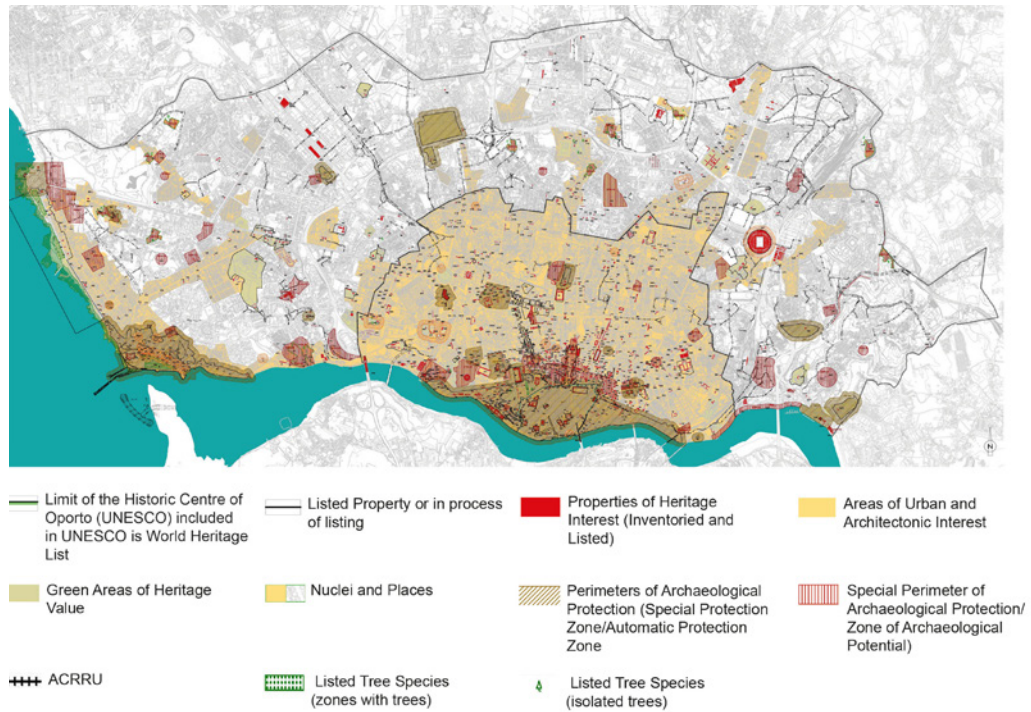 N
Limit of the Historic Centre of
Oporto (UNESCO) included
in UNESCO is World Heritage
List
Listed Property or in process
of listing
Properties of Heritage
Interest (Inventoried and
Listed)
Areas of Urban and
Architectonic Interest
Green Areas of Heritage
Value
Nuclei and Places
Perimeters of Archaeological
Protection (Special Protection
Zone/Automatic Protection
Zone
Special Perimeter of
Archaeological Protection/
Zone of Archaeological
Potential)
ACRRU
Listed Tree Species
(zones with trees)
Listed Tree Species
(isolated trees)